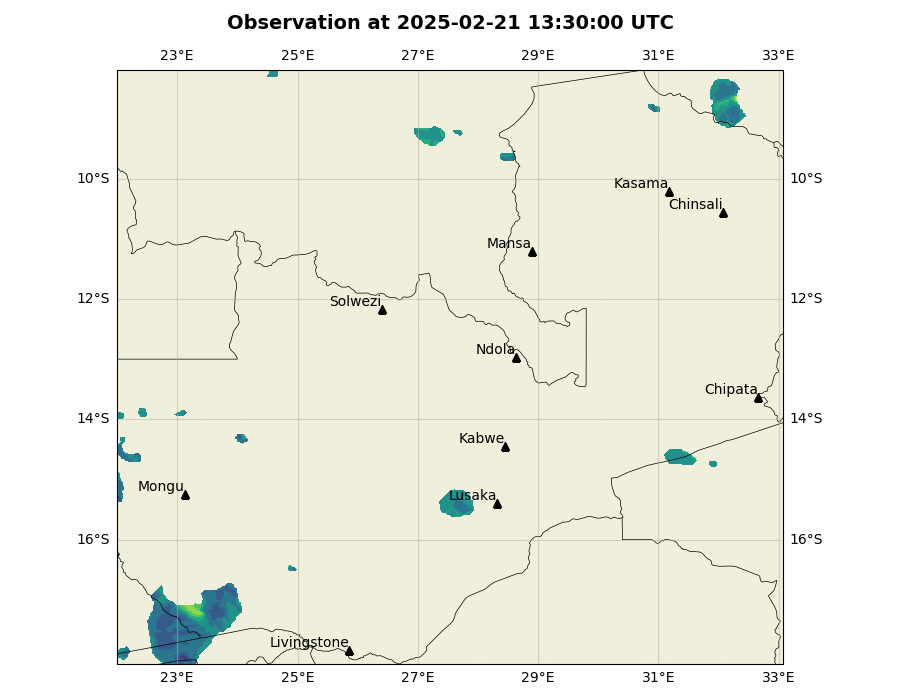 Observation at 2025-02-21 13:30:00 UTC
23°E 25°E 27°E 29°E 31°E 33°E
10°S 10°S
Kasama
Chinsali
Mansa
12°S 12°S
Solwezi
Ndola
Chipata
14°S 14°S
Kabwe
Mongu
Lusaka
16°S 16°S
Livingstone
23°E 25°E 27°E 29°E 31°E 33°E